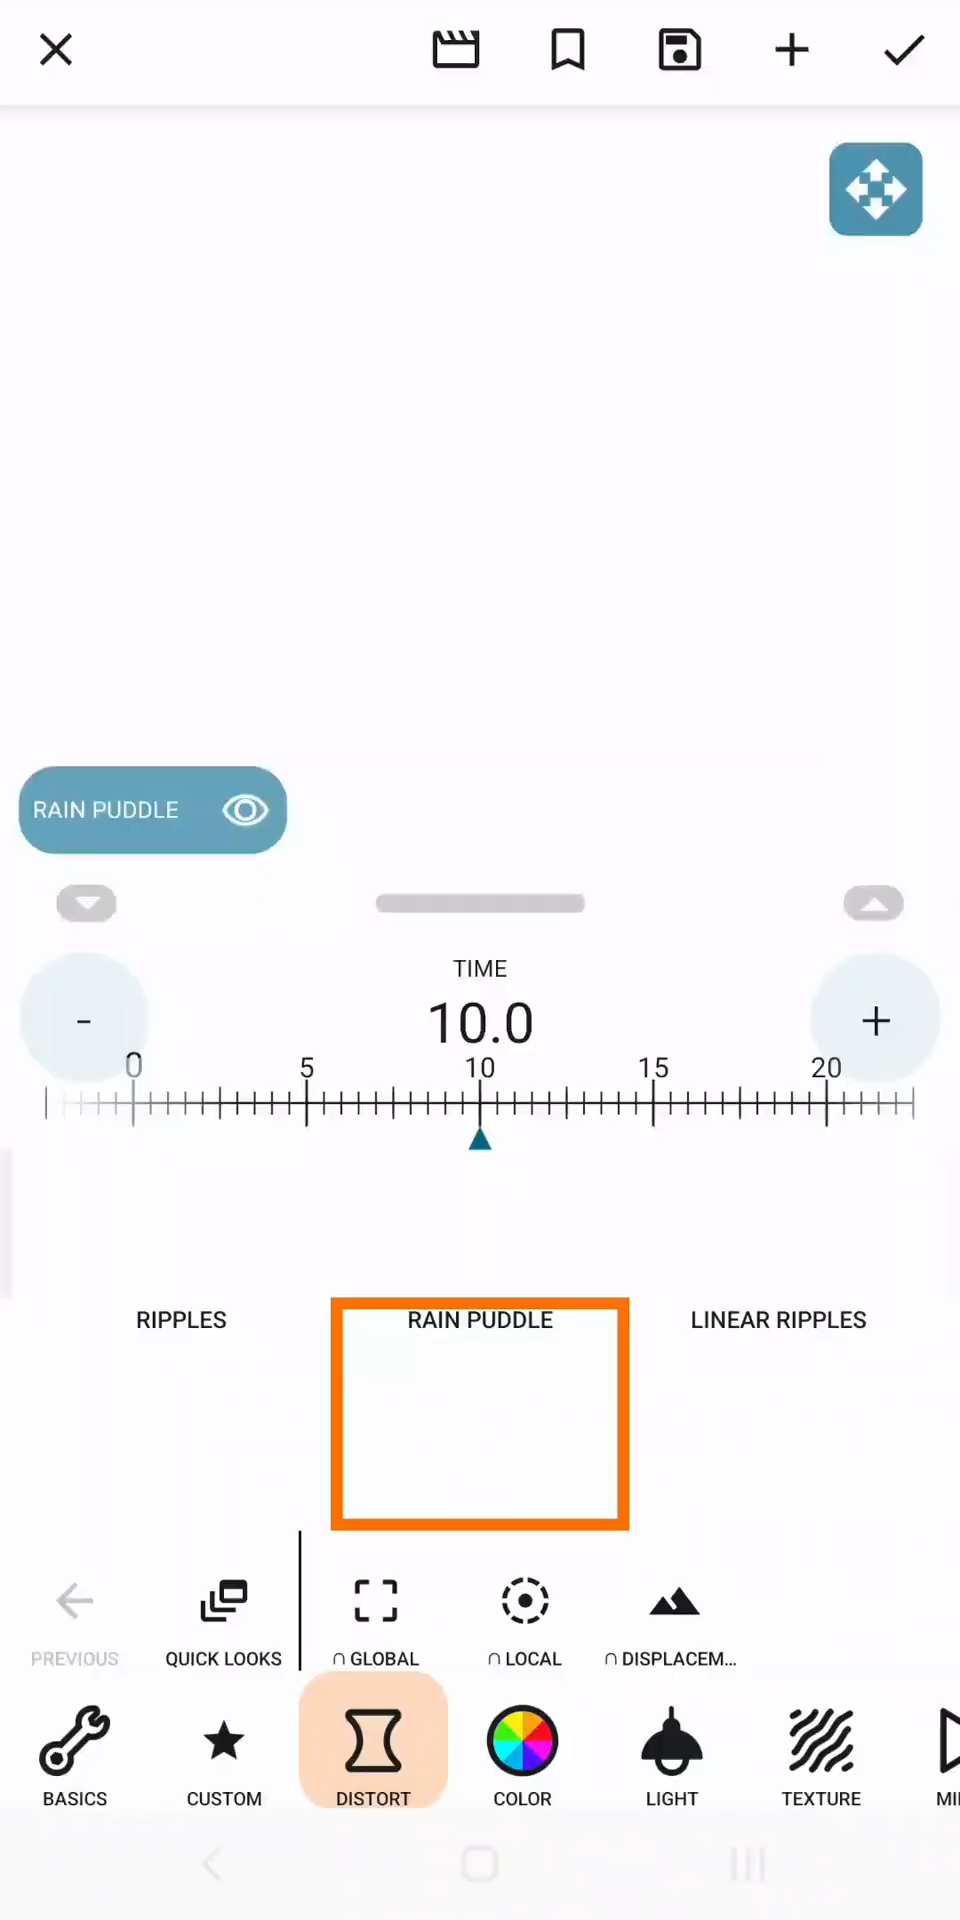 RAIN PUDDLE
TIME
-
10.0
+
0 5 10 15 20
RIPPLES
RAIN PUDDLE
LINEAR RIPPLES
PREVIOUS
QUICK LOOKS
∩ GLOBAL
∩ LOCAL
∩ DISPLACEM...
BASICS
CUSTOM
DISTORT
COLOR
LIGHT
TEXTURE
MI